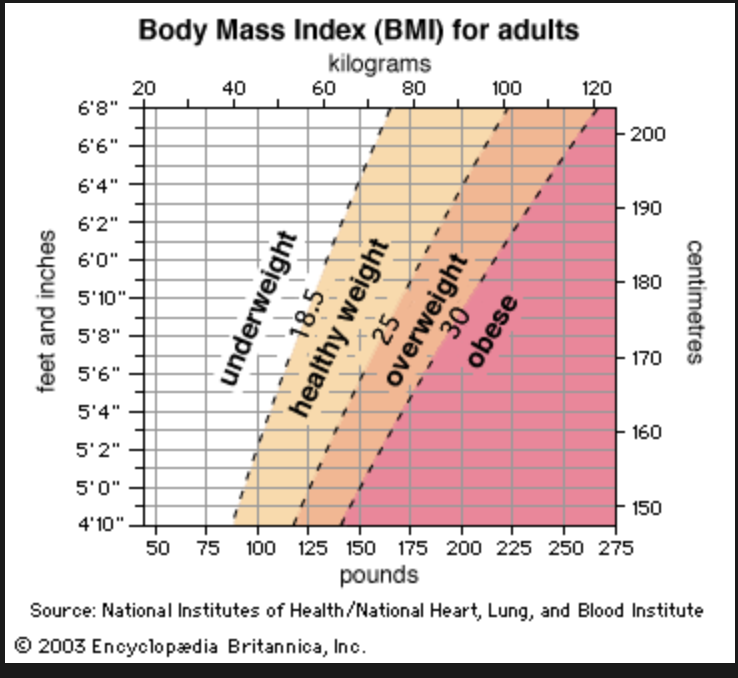 Body Mass Index (BMI) for adults
kilograms
20 40 60 80 100 120
6'8"
6'6"
6'4"
6'2"
6'0"
5'10"
5'8"
5'6"
5'4"
5'2"
5'0"
4'10"
feet and inches
underweight
18.5
healthy weight
25
overweight
30
obese
200
190
180
170
160
150
centimetres
50 75 100 125 150 175 200 225 250 275
pounds
Source: National Institutes of Health/National Heart, Lung, and Blood Institute
© 2003 Encyclopædia Britannica, Inc.